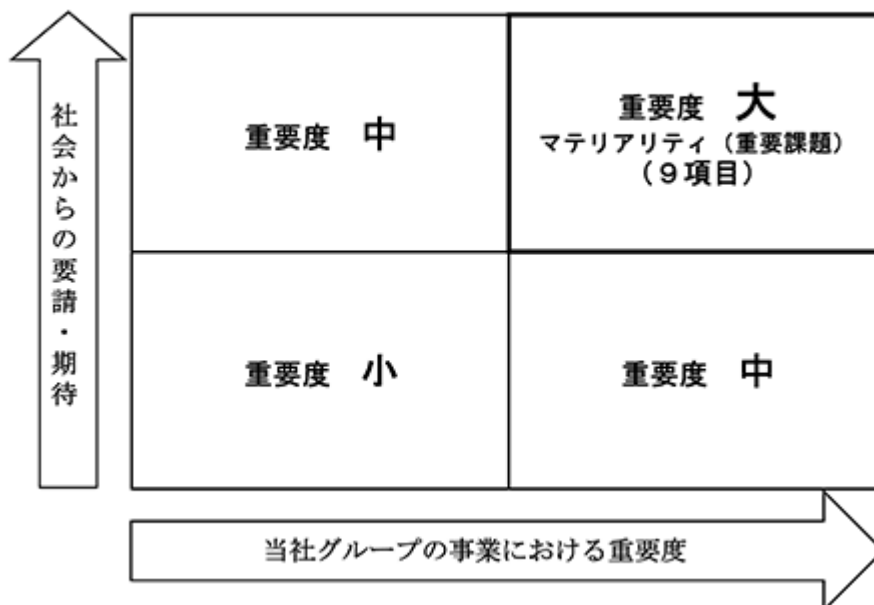 社会からの要請・期待
重要度 中
重要度 大
マテリアリティ（重要課題）
（９項目）
重要度 小
重要度 中
当社グループの事業における重要度